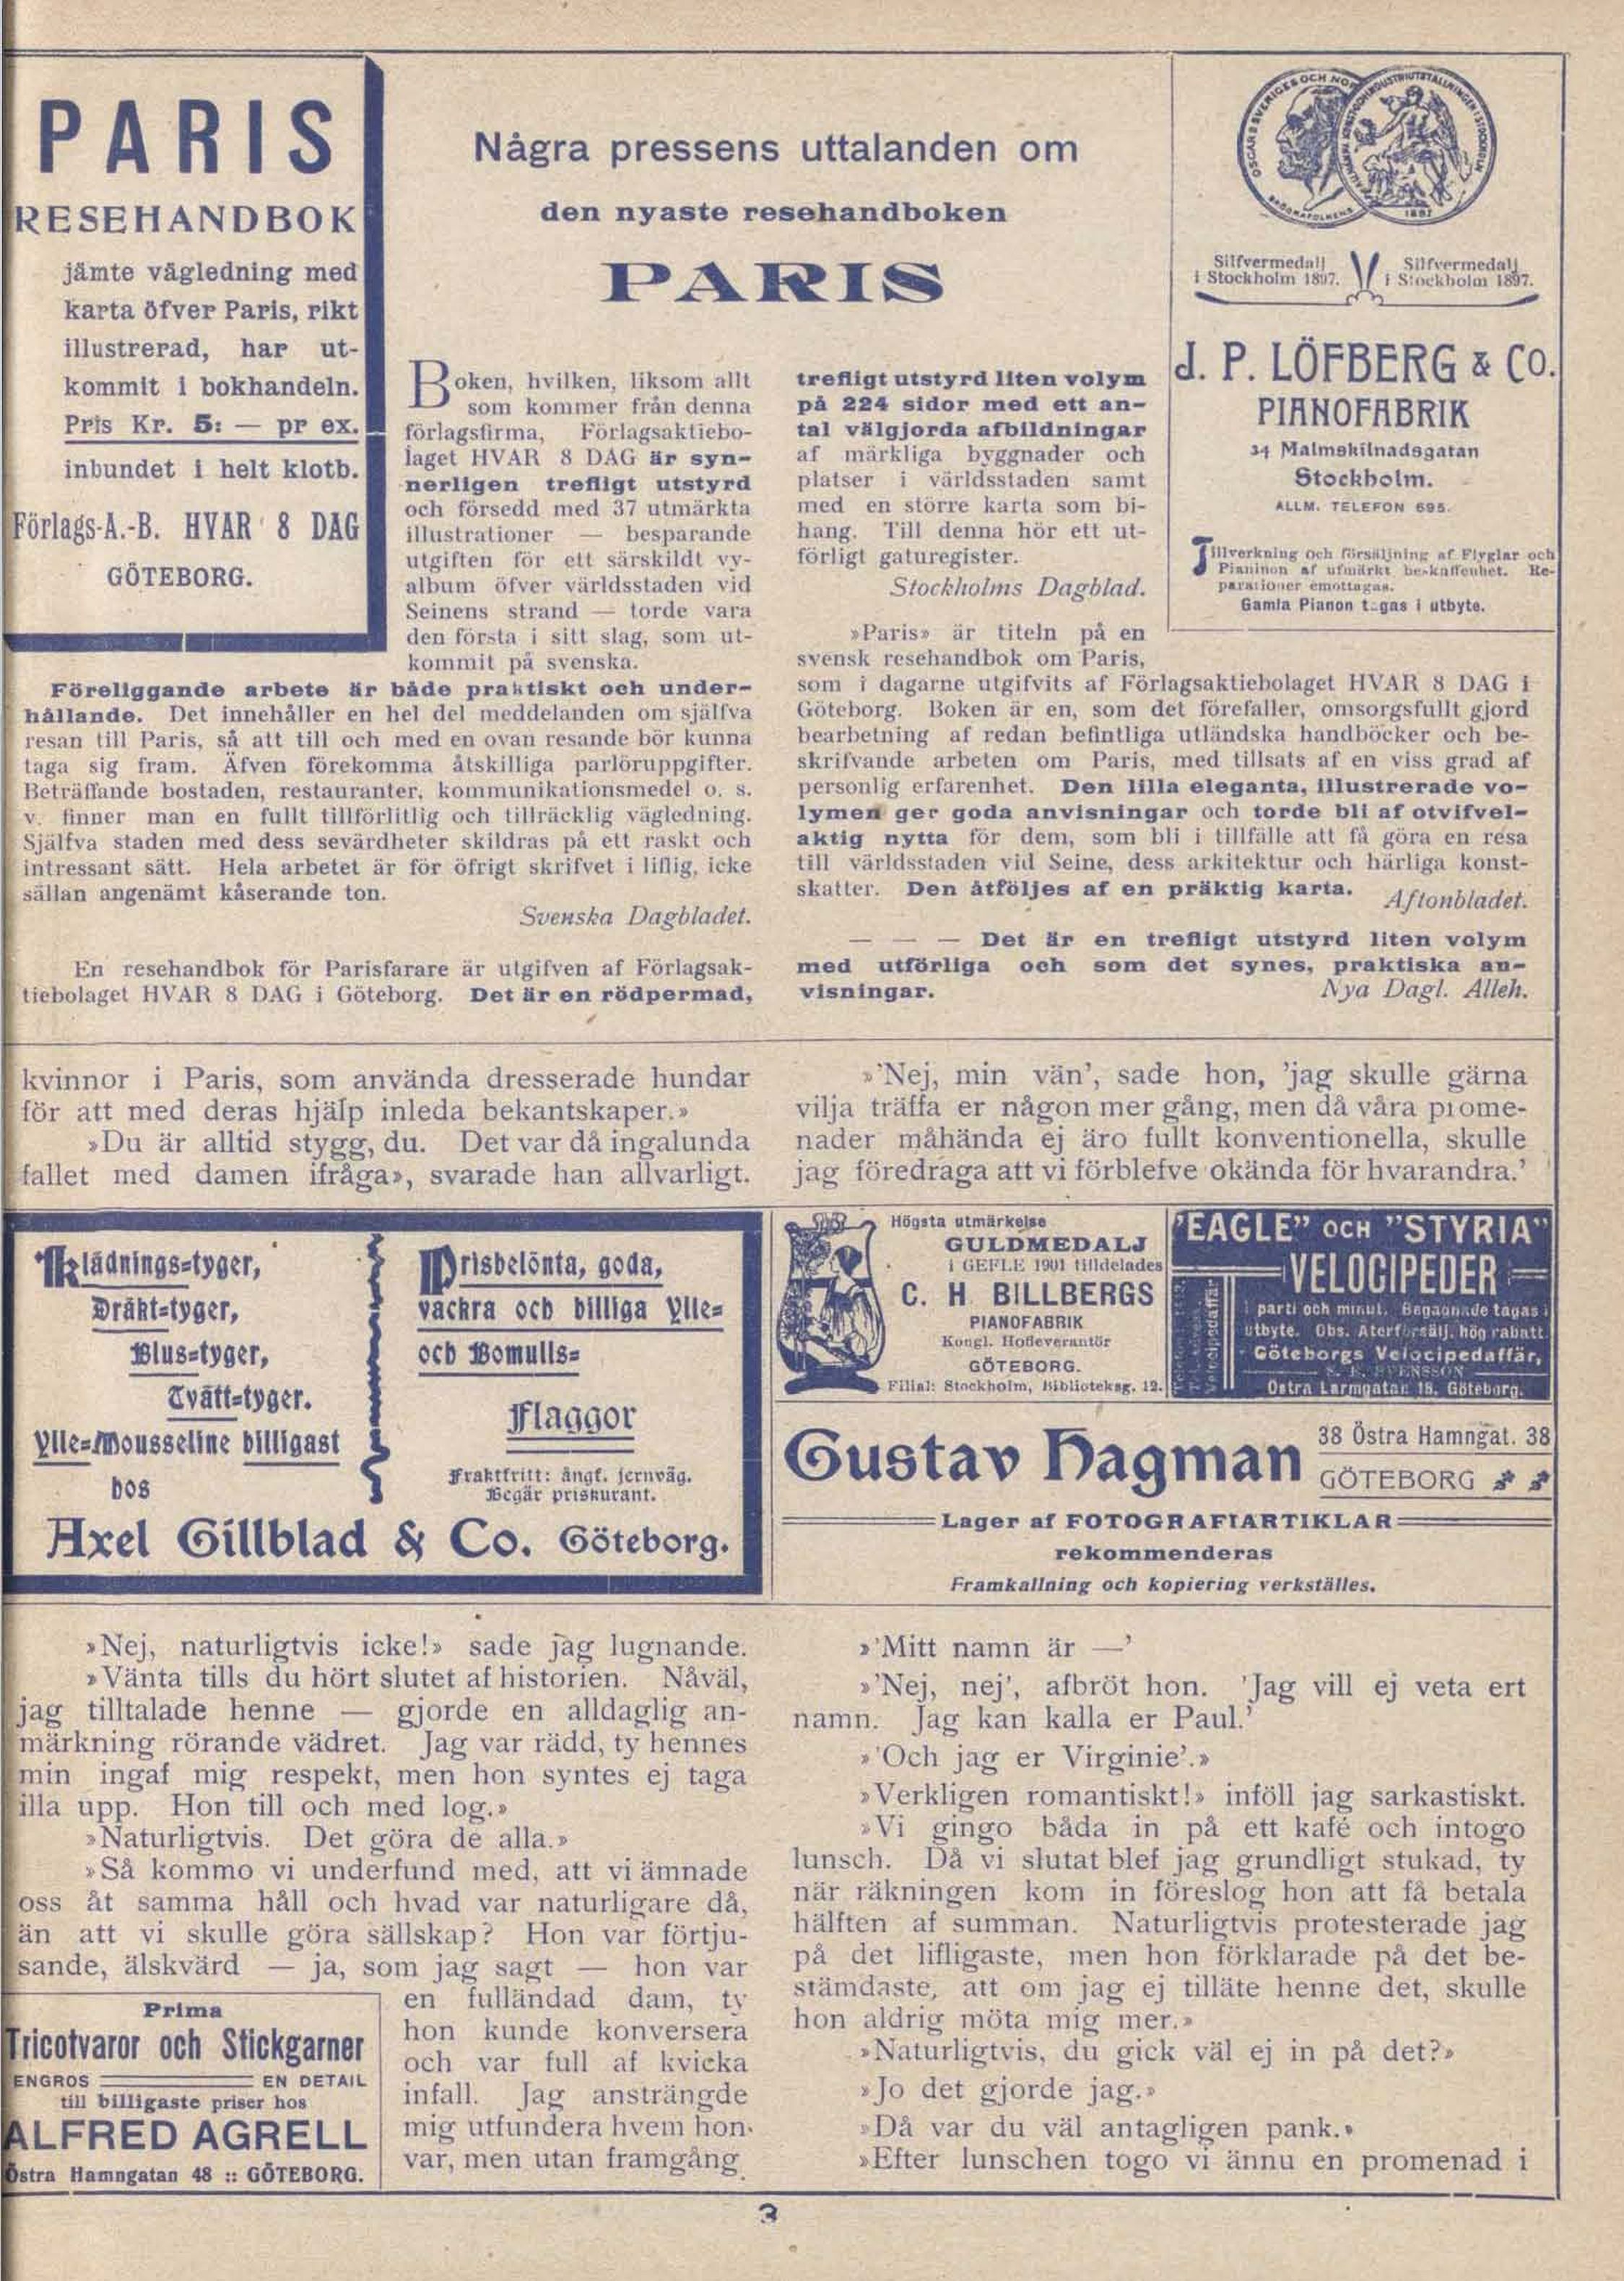 PARIS
RESEHANDBOK
jämte vägledning med
karta öfver Paris, rikt
illustrerad, har ut-
kommit i bokhandeln.
Pris Kr. 5: — pr ex.
inbundet i helt klotb.
Förlags-A.-B. HVAR 8 DAG
GÖTEBORG.
Några pressens uttalanden om
den nyaste resehandboken
PARIS
Boken, hvilken, liksom allt
som kommer från denna
förlagsfirma, Förlagsaktiebo-
laget HVAR 8 DAG är syn-
nerligen trefligt utstyrd
och försedd med 37 utmärkta
illustrationer — besparande
utgiften för ett särskildt vy-
album öfver världsstaden vid
Seinens strand — torde vara
den första i sitt slag, som ut-
kommit på svenska.
Föreliggande arbete är både praktiskt och under-
hållande. Det innehåller en hel del meddelanden om själfva
resan till Paris, så att till och med en ovan resande bör kunna
taga sig fram. Äfven förekomma åtskilliga parlöruppgifter.
Beträffande bostaden, restauranter, kommunikationsmedel o. s.
v. finner man en fullt tillförlitlig och tillräcklig vägledning.
Själfva staden med dess sevärdheter skildras på ett raskt och
intressant sätt. Hela arbetet är för öfrigt skrifvet i liflig, icke
sällan angenämt kåserande ton.
Svenska Dagbladet.
En resehandbok för Parisfarare är utgifven af Förlagsak-
tiebolaget HVAR 8 DAG i Göteborg. Det är en rödpermad,
trefligt utstyrd liten volym
på 224 sidor med ett an-
tal välgjorda afbildningar
af märkliga byggnader och
platser i världsstaden samt
med en större karta som bi-
hang. Till denna hör ett ut-
förligt gaturegister.
Stockholms Dagblad.
»Paris» är titeln på en
svensk resehandbok om Paris,
som i dagarne utgifvits af Förlagsaktiebolaget HVAR 8 DAG i
Göteborg. Boken är en, som det förefaller, omsorgsfullt gjord
bearbetning af redan befintliga utländska handböcker och be-
skrifvande arbeten om Paris, med tillsats af en viss grad af
personlig erfarenhet. Den lilla eleganta, illustrerade vo-
lymen ger goda anvisningar och torde bli af otvifvel-
aktig nytta för dem, som bli i tillfälle att få göra en resa
till världsstaden vid Seine, dess arkitektur och härliga konst-
skatter. Den åtföljes af en präktig karta.
Aftonbladet.
— — — Det är en trefligt utstyrd liten volym
med utförliga och som det synes, praktiska an-
visningar.
Nya Dagl. Alleh.
1897
Silfvermedalj
i Stockholm 1897.
Silfvermedalj
i Stockholm 1897.
J. P. LÖFBERG & Co.
PIANOFABRIK
34 Malmskilnadsgatan
Stockholm.
ALLM. TELEFON 695.
Tillverkning och försäljning af Flyglar och
Pianinon af utmärkt beskaffenhet. Re-
parationer emottagas.
Gamla Pianon tagas i utbyte.
kvinnor i Paris, som använda dresserade hundar
för att med deras hjälp inleda bekantskaper.»
»Du är alltid stygg, du. Det var då ingalunda
fallet med damen ifråga», svarade han allvarligt.
»'Nej, min vän', sade hon, 'jag skulle gärna
vilja träffa er någon mer gång, men då våra prome-
nader måhända ej äro fullt konventionella, skulle
jag föredraga att vi förblefve okända för hvarandra.'
Klädnings-tyger,
Dräkt-tyger,
Blus-tyger,
Tvätt-tyger.
Ylle-Mousseline billigast
hos
Prisbelönta, goda,
vackra och billiga Ylle-
och Bomulls-
Flaggor
Fraktfritt: ångf. jernväg.
Begär priskurant.
Axel Gillblad & Co. Göteborg.
Högsta utmärkelse
GULDMEDALJ
i GEFLE 1901 tilldelades
C. H. BILLBERGS
PIANOFABRIK
Kongl. Hofleverantör
GÖTEBORG.
Filial: Stockholm, Biblioteksg. 12.
"EAGLE" OCH "STYRIA"
VELOCIPEDER
i parti och minut. Begagnade tagas i
utbyte. Obs. Återförsälj. hög rabatt.
Göteborgs Velocipedaffär,
S. E. SVENSSON
Östra Larmgatan 18, Göteborg.
Gustav Hagman
38 Östra Hamngat. 38
GÖTEBORG
Lager af FOTOGRAFIARTIKLAR
rekommenderas
Framkallning och kopiering verkställes.
»Nej, naturligtvis icke!» sade jag lugnande.
»Vänta tills du hört slutet af historien. Nåväl,
jag tilltalade henne — gjorde en alldaglig an-
märkning rörande vädret. Jag var rädd, ty hennes
min ingaf mig respekt, men hon syntes ej taga
illa upp. Hon till och med log.»
»Naturligtvis. Det göra de alla.»
»Så kommo vi underfund med, att vi ämnade
oss åt samma håll och hvad var naturligare då,
än att vi skulle göra sällskap? Hon var förtju-
sande, älskvärd — ja, som jag sagt — hon var
en fulländad dam, ty
hon kunde konversera
och var full af kvicka
infall. Jag ansträngde
mig utfundera hvem hon
var, men utan framgång.
Prima
Tricotvaror och Stickgarner
ENGROS EN DETAIL
till billigaste priser hos
ALFRED AGRELL
Östra Hamngatan 48 :: GÖTEBORG.
»'Mitt namn är —'
»'Nej, nej', afbröt hon. 'Jag vill ej veta ert
namn. Jag kan kalla er Paul.'
»'Och jag er Virginie'.»
»Verkligen romantiskt!» inföll jag sarkastiskt.
»Vi gingo båda in på ett kafé och intogo
lunsch. Då vi slutat blef jag grundligt stukad, ty
när räkningen kom in föreslog hon att få betala
hälften af summan. Naturligtvis protesterade jag
på det lifligaste, men hon förklarade på det be-
stämdaste, att om jag ej tilläte henne det, skulle
hon aldrig möta mig mer.»
»Naturligtvis, du gick väl ej in på det?»
»Jo det gjorde jag.»
»Då var du väl antagligen pank.»
»Efter lunschen togo vi ännu en promenad i
3